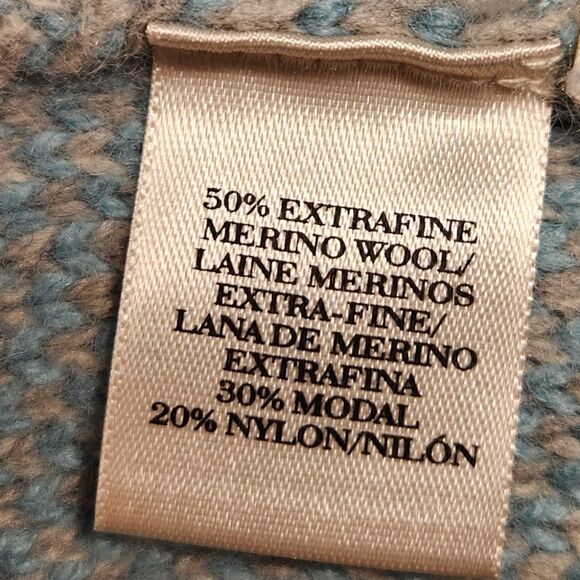 50% EXTRAFINE
MERINO WOOL/
LAINE MERINOS
EXTRA-FINE/
LANA DE MERINO
EXTRAFINA
30% MODAL
20% NYLON/NILÓN